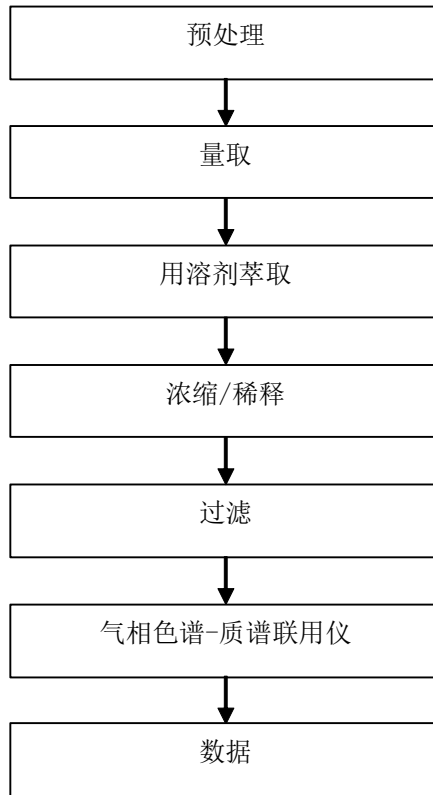 预处理
量取
用溶剂萃取
浓缩/稀释
过滤
气相色谱-质谱联用仪
数据